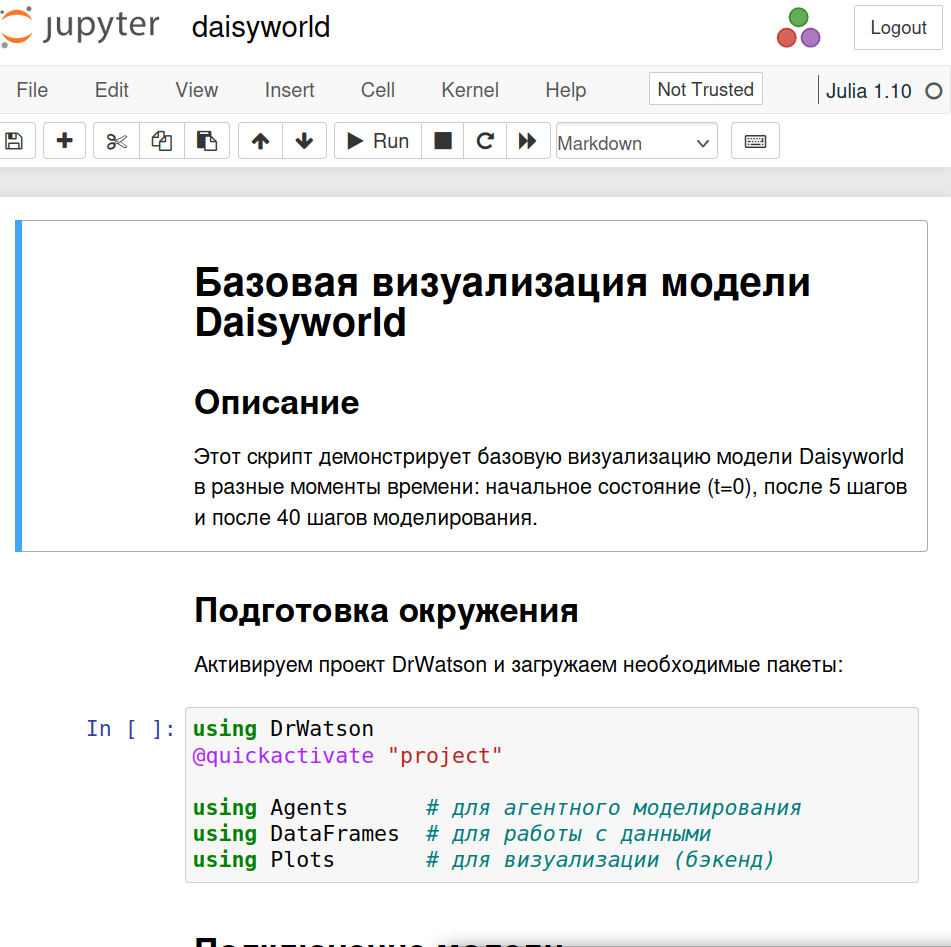 jupyter daisyworld Logout
File Edit View Insert Cell Kernel Help Not Trusted Julia 1.10
Run Markdown
Базовая визуализация модели
Daisyworld
Описание
Этот скрипт демонстрирует базовую визуализацию модели Daisyworld
в разные моменты времени: начальное состояние (t=0), после 5 шагов
и после 40 шагов моделирования.
Подготовка окружения
Активируем проект DrWatson и загружаем необходимые пакеты:
In [ ]: using DrWatson
@quickactivate "project"
using Agents # для агентного моделирования
using DataFrames # для работы с данными
using Plots # для визуализации (бэкенд)
Подключение модели